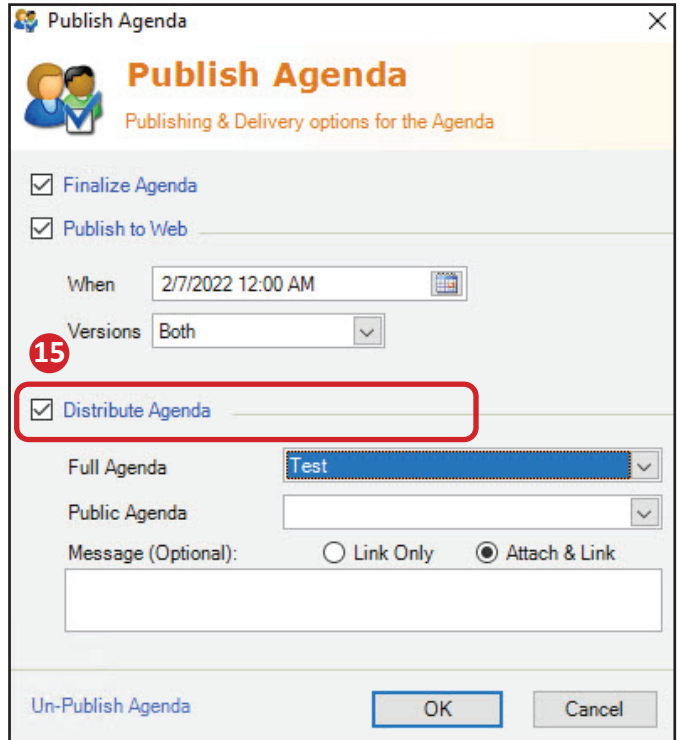 Publish Agenda
Publish Agenda
Publishing & Delivery options for the Agenda
Finalize Agenda
Publish to Web
When 2/7/2022 12:00 AM
Versions Both
15
Distribute Agenda
Full Agenda Test
Public Agenda
Message (Optional): Link Only Attach & Link
Un-Publish Agenda OK Cancel